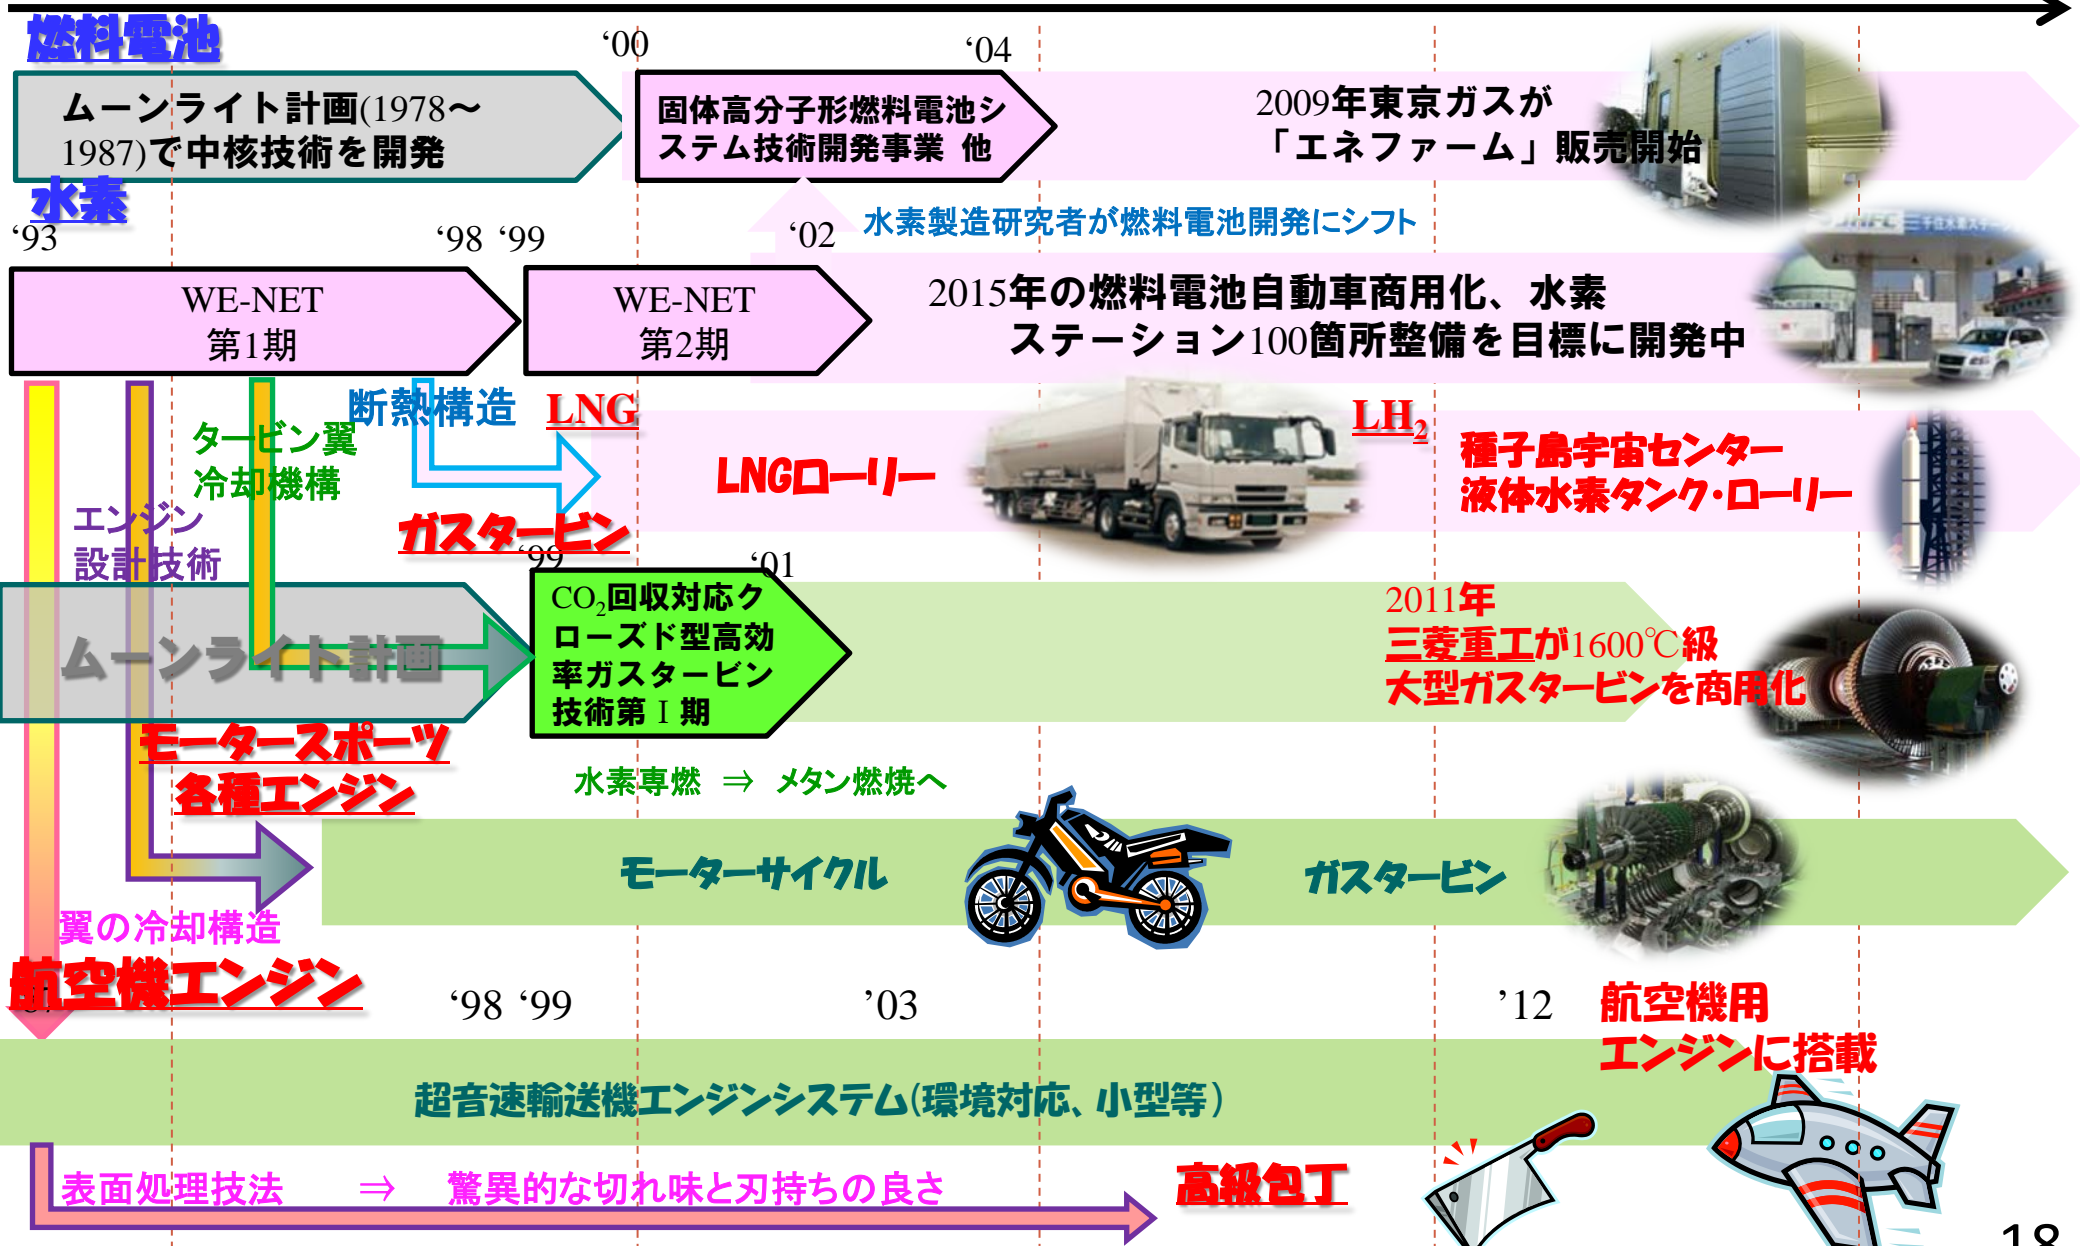 燃料電池
‘00
‘04
ムーンライト計画(1978～
1987)で中核技術を開発
固体高分子形燃料電池シ
ステム技術開発事業 他
2009年東京ガスが
「エネファーム」販売開始
水素
‘93
‘98 ‘99
‘02
水素製造研究者が燃料電池開発にシフト
WE-NET
第1期
WE-NET
第2期
2015年の燃料電池自動車商用化、水素
ステーション100箇所整備を目標に開発中
断熱構造
LNG
LH2
タービン翼
冷却機構
LNGローリー
種子島宇宙センター
液体水素タンク・ローリー
エンジン
設計技術
ガスタービン
‘99
‘01
ムーンライト計画
CO2回収対応ク
ローズド型高効
率ガスタービン
技術第Ⅰ期
2011年
三菱重工が1600℃級
大型ガスタービンを商用化
モータースポーツ
各種エンジン
水素専燃 ⇒ メタン燃焼へ
モーターサイクル
ガスタービン
翼の冷却構造
航空機エンジン
‘98 ‘99
’03
’12
航空機用
エンジンに搭載
超音速輸送機エンジンシステム(環境対応、小型等）
表面処理技法 ⇒ 驚異的な切れ味と刃持ちの良さ
高級包丁
18